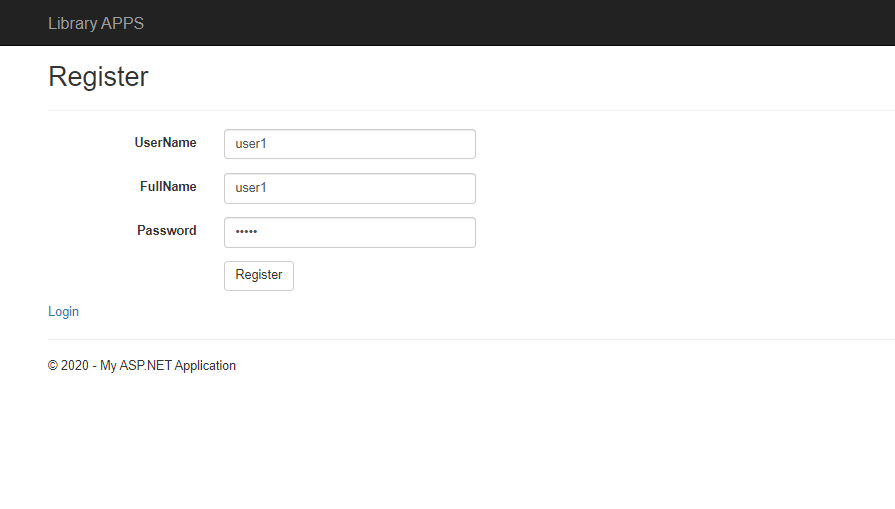 Library APPS
Register
UserName user1
FullName user1
Password •••••
Register
Login
© 2020 - My ASP.NET Application